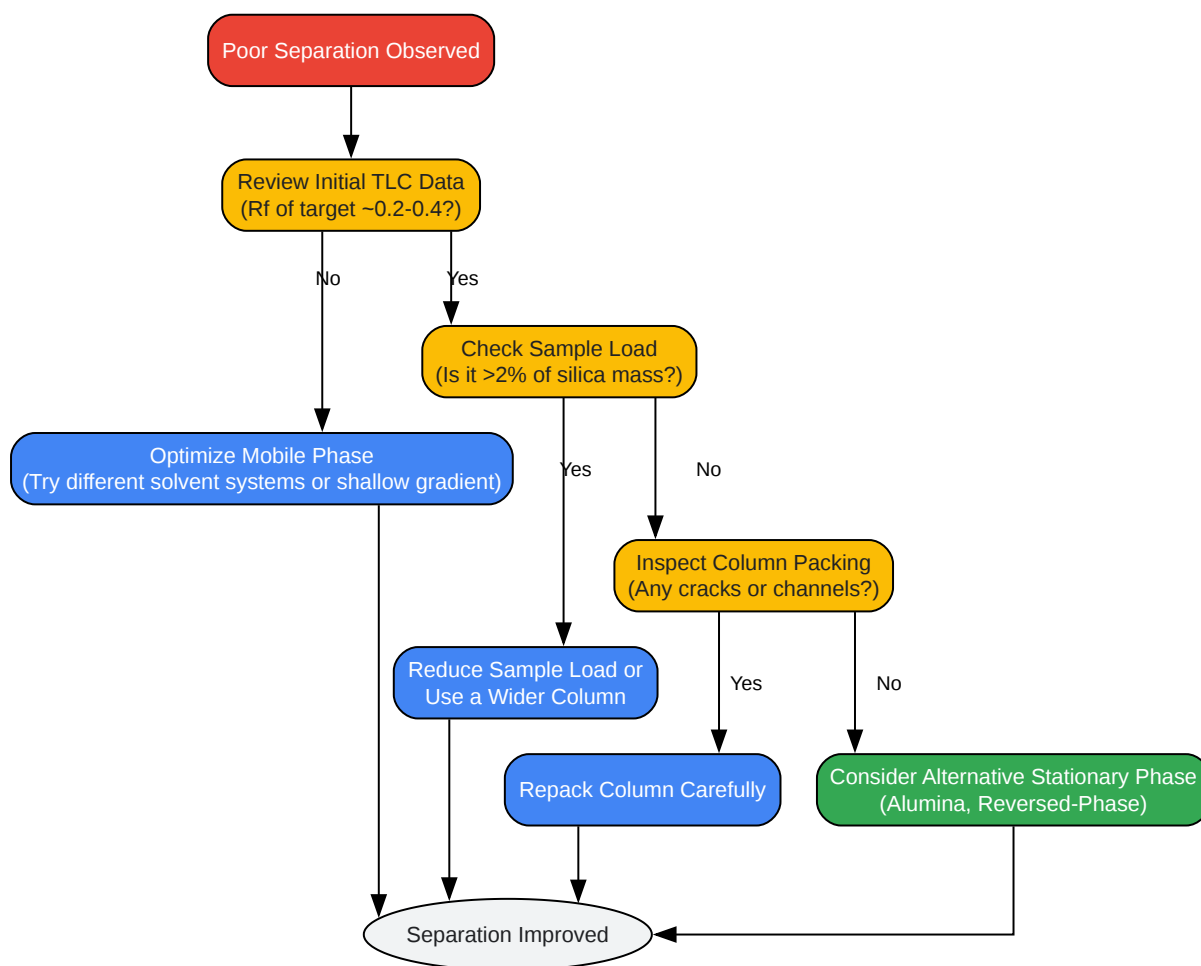 Poor Separation Observed
Review Initial TLC Data
(Rf of target ~0.2-0.4?)
No
Yes
Check Sample Load
(Is it >2% of silica mass?)
Optimize Mobile Phase
(Try different solvent systems or shallow gradient)
Yes
No
Inspect Column Packing
(Any cracks or channels?)
Reduce Sample Load or
Use a Wider Column
Yes
No
Repack Column Carefully
Consider Alternative Stationary Phase
(Alumina, Reversed-Phase)
Separation Improved